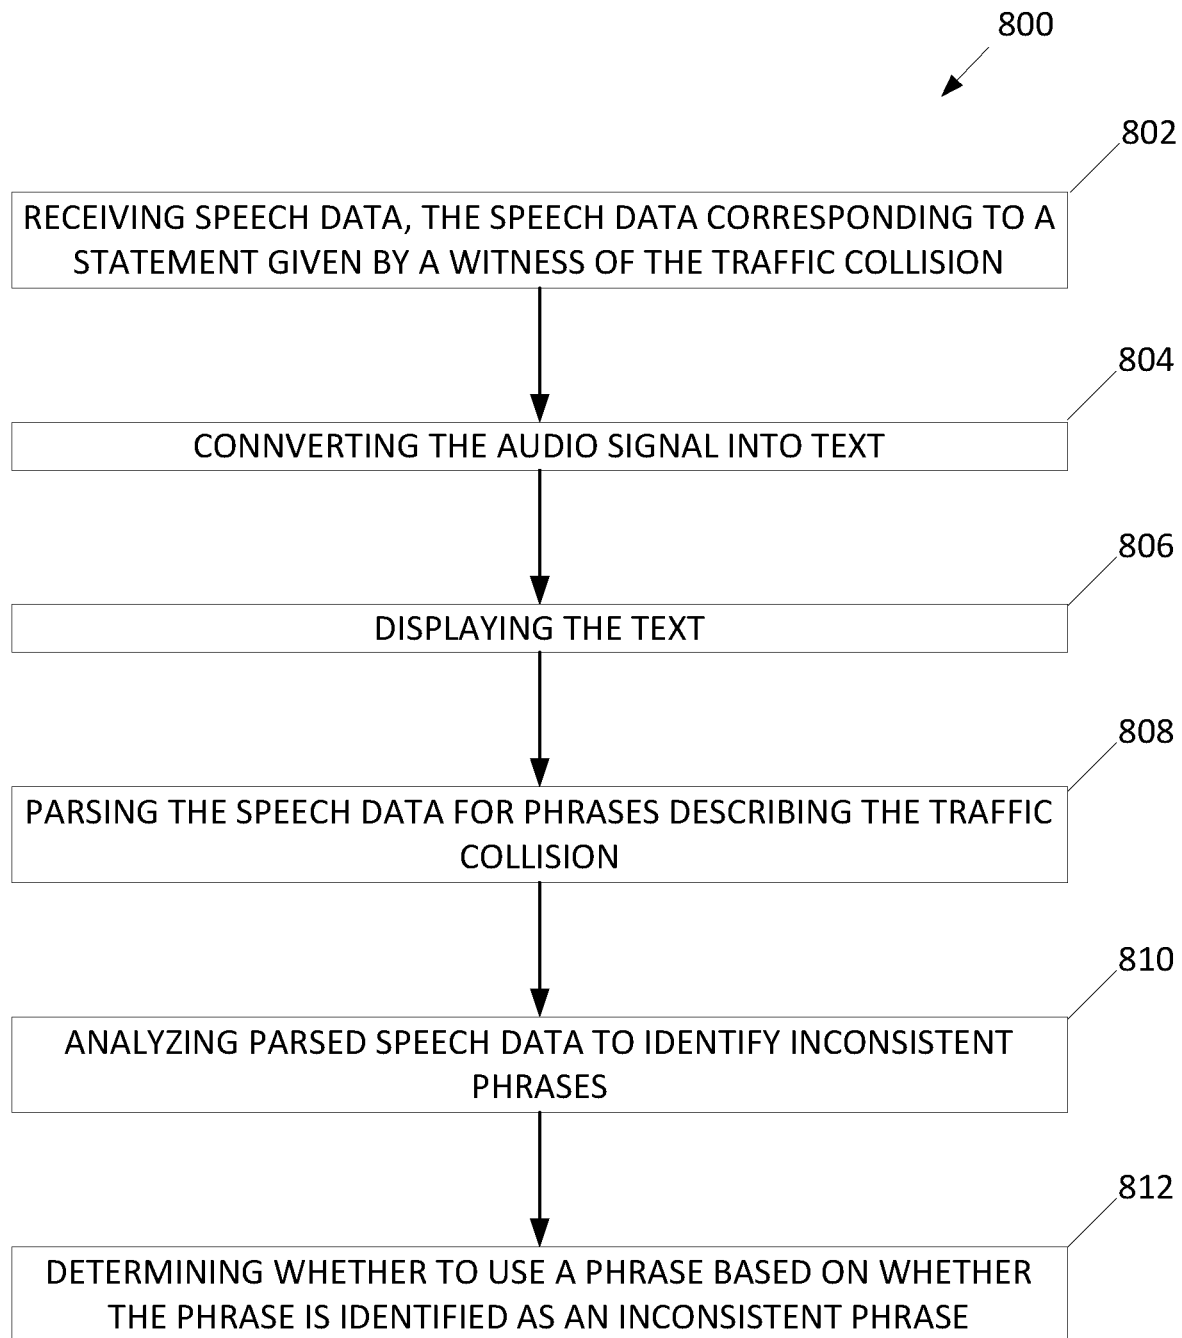 800
802
RECEIVING SPEECH DATA, THE SPEECH DATA CORRESPONDING TO A
STATEMENT GIVEN BY A WITNESS OF THE TRAFFIC COLLISION
804
CONNVERTING THE AUDIO SIGNAL INTO TEXT
806
DISPLAYING THE TEXT
808
PARSING THE SPEECH DATA FOR PHRASES DESCRIBING THE TRAFFIC
COLLISION
810
ANALYZING PARSED SPEECH DATA TO IDENTIFY INCONSISTENT
PHRASES
812
DETERMINING WHETHER TO USE A PHRASE BASED ON WHETHER
THE PHRASE IS IDENTIFIED AS AN INCONSISTENT PHRASE